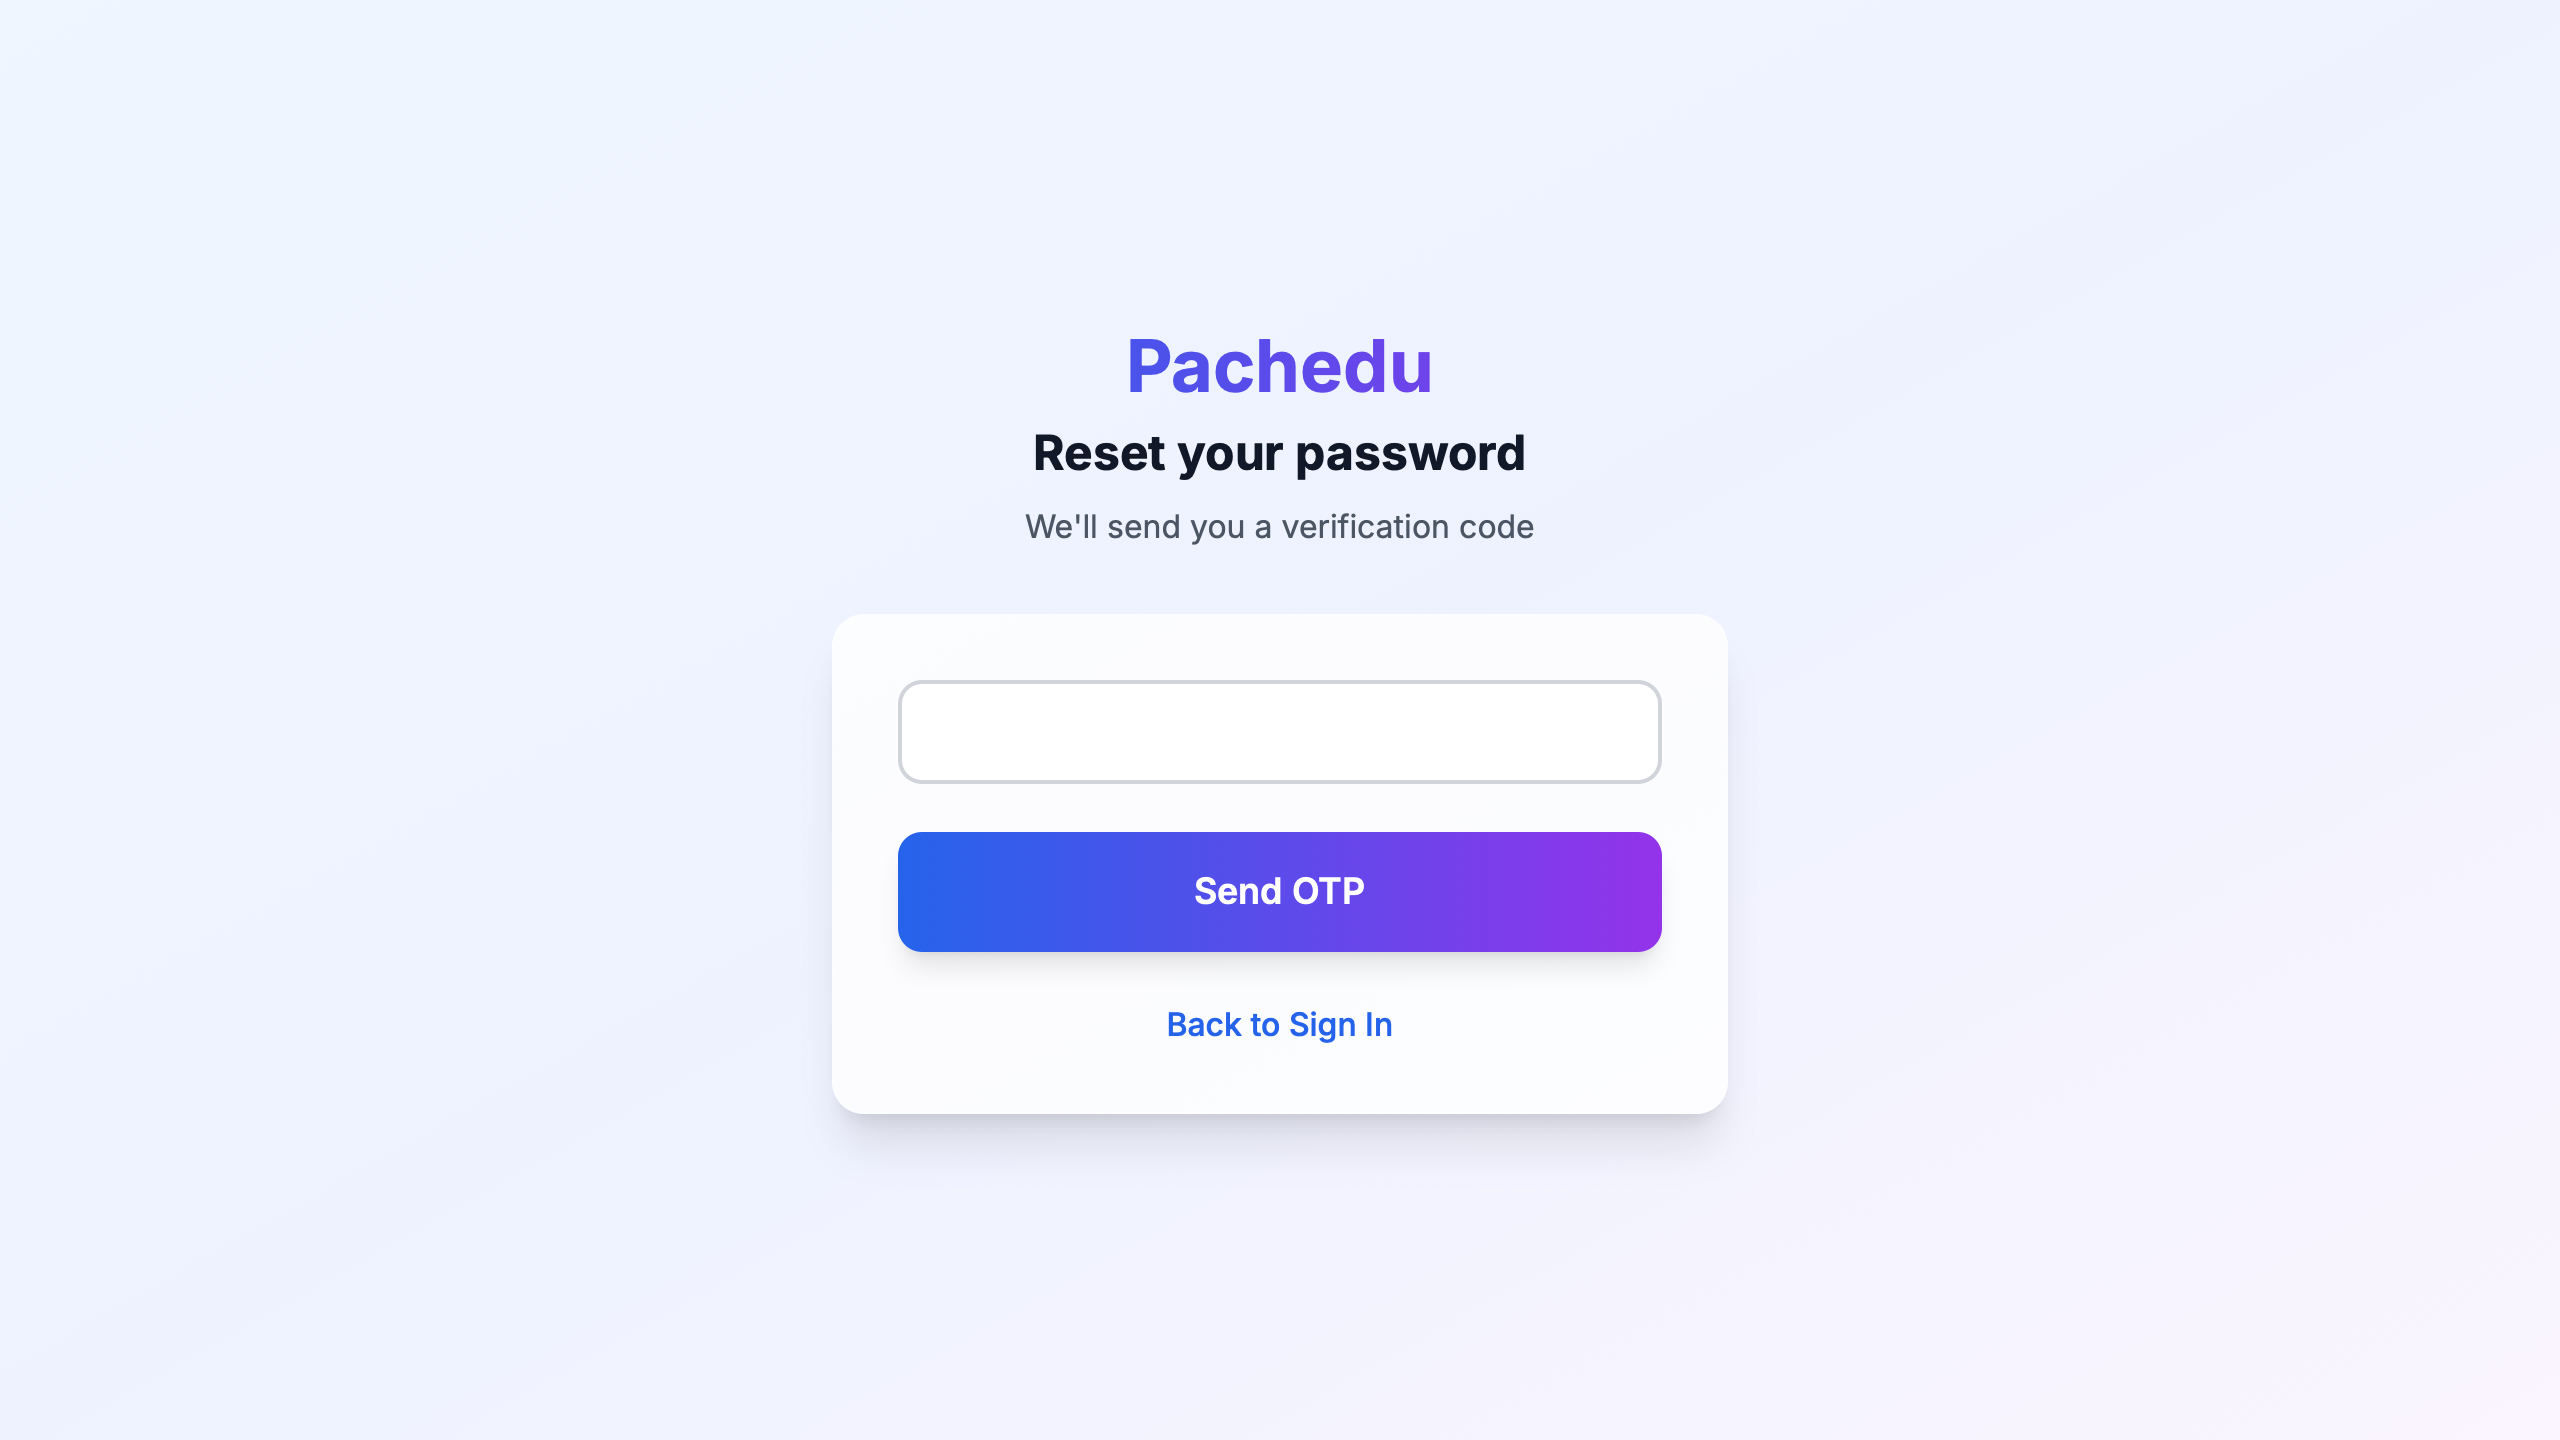 Pachedu
Reset your password
We'll send you a verification code
Send OTP
Back to Sign In